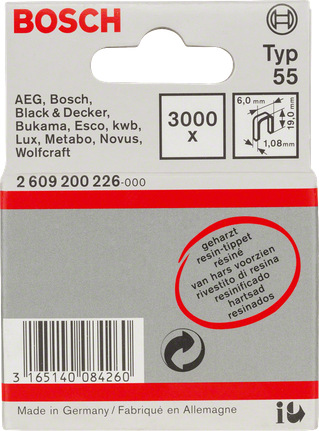 BOSCH
Typ
55
AEG, Bosch,
Black & Decker,
Bukama, Esco, kwb,
Lux, Metabo, Novus,
Wolfcraft
3000
x
6,0 mm
19,0 mm
1,08mm
2 609 200 226-000
geharzt
resin-tippet
résiné
van hars voorzien
rivestito di resina
resinificado
hartsad
resinados
3 165140 084260
Made in Germany / Fabriqué en Allemagne